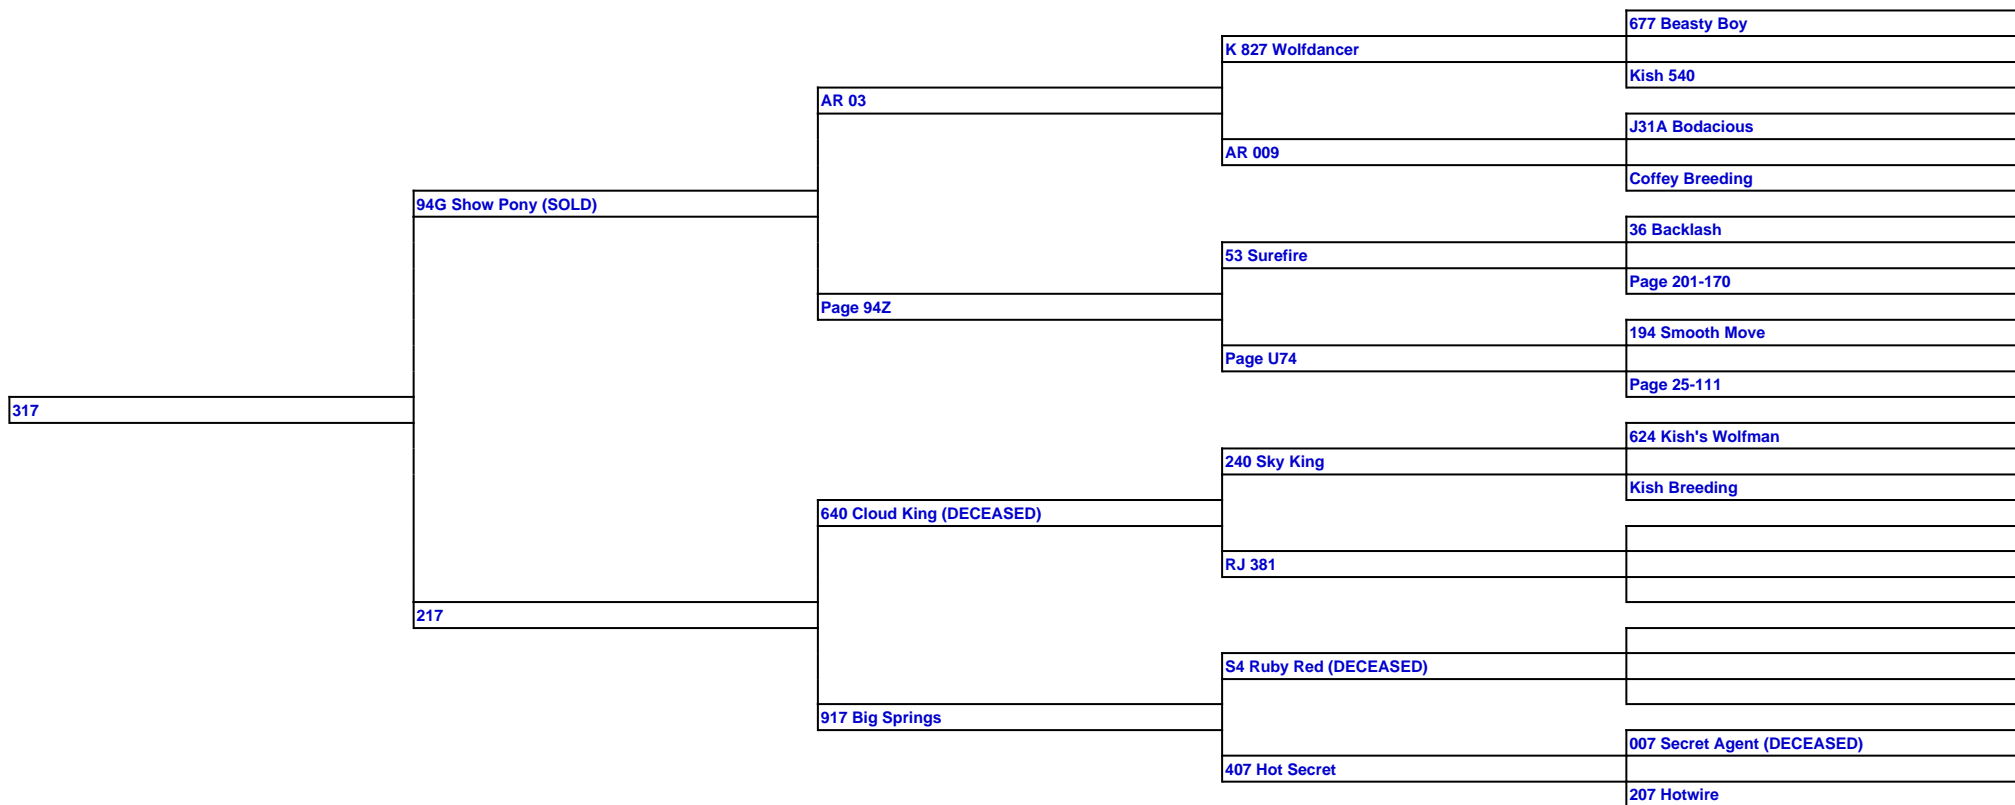 677 Beasty Boy
K 827 Wolfdancer
Kish 540
AR 03
J31A Bodacious
AR 009
Coffey Breeding
94G Show Pony (SOLD)
36 Backlash
53 Surefire
Page 201-170
Page 94Z
194 Smooth Move
Page U74
Page 25-111
317
624 Kish's Wolfman
240 Sky King
Kish Breeding
640 Cloud King (DECEASED)
RJ 381
217
S4 Ruby Red (DECEASED)
917 Big Springs
007 Secret Agent (DECEASED)
407 Hot Secret
207 Hotwire